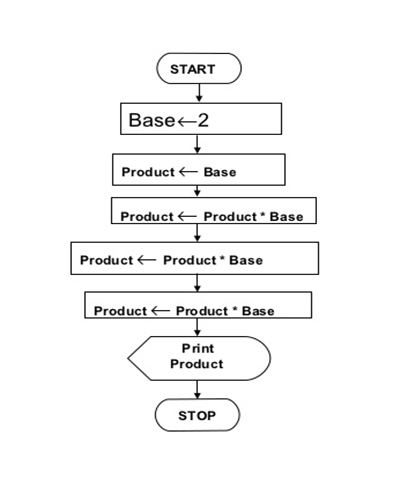 START
Base←2
Product ← Base
Product ← Product * Base
Product ← Product * Base
Product ← Product * Base
Print
Product
STOP